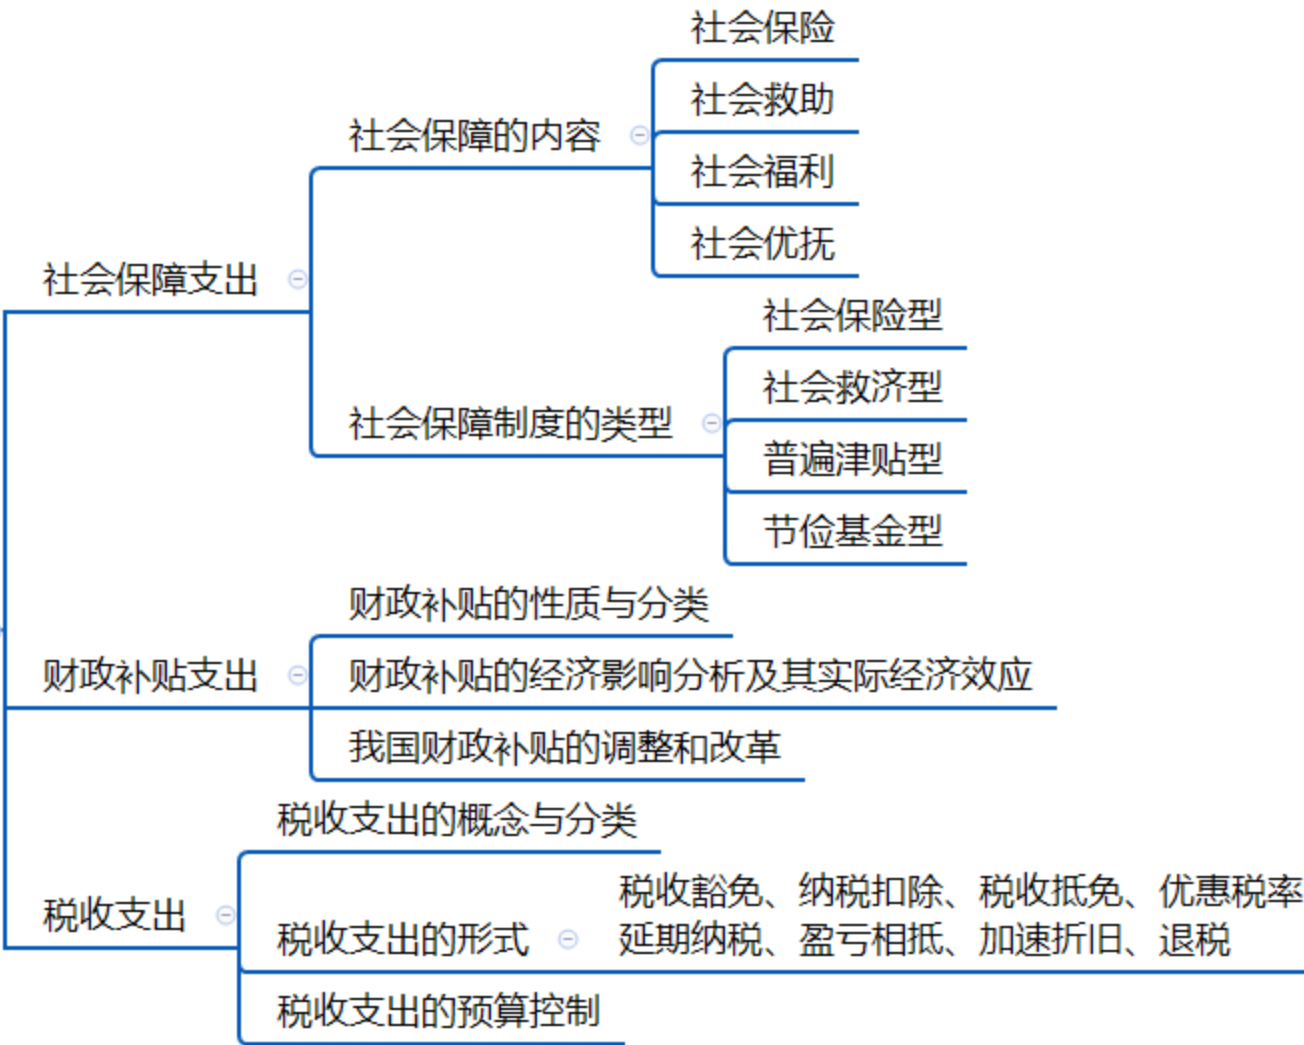 社会保险
社会救助
社会保障的内容
社会福利
社会优抚
社会保障支出
社会保险型
社会救济型
社会保障制度的类型
普遍津贴型
节俭基金型
财政补贴的性质与分类
财政补贴支出
财政补贴的经济影响分析及其实际经济效应
我国财政补贴的调整和改革
税收支出的概念与分类
税收支出
税收支出的形式
税收豁免、纳税扣除、税收抵免、优惠税率
延期纳税、盈亏相抵、加速折旧、退税
税收支出的预算控制